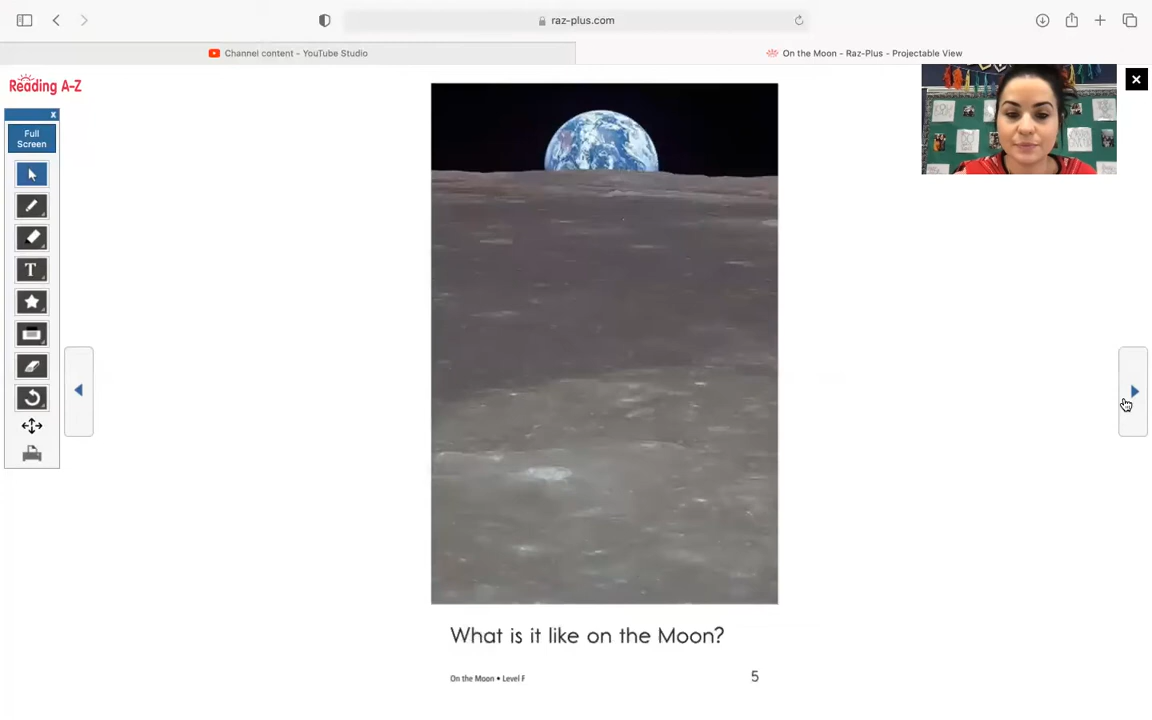 raz-plus.com
Channel content - YouTube Studio
On the Moon - Raz-Plus - Projectable View
Reading A-Z
x
Full
Screen
T
What is it like on the Moon?
On the Moon • Level F
5